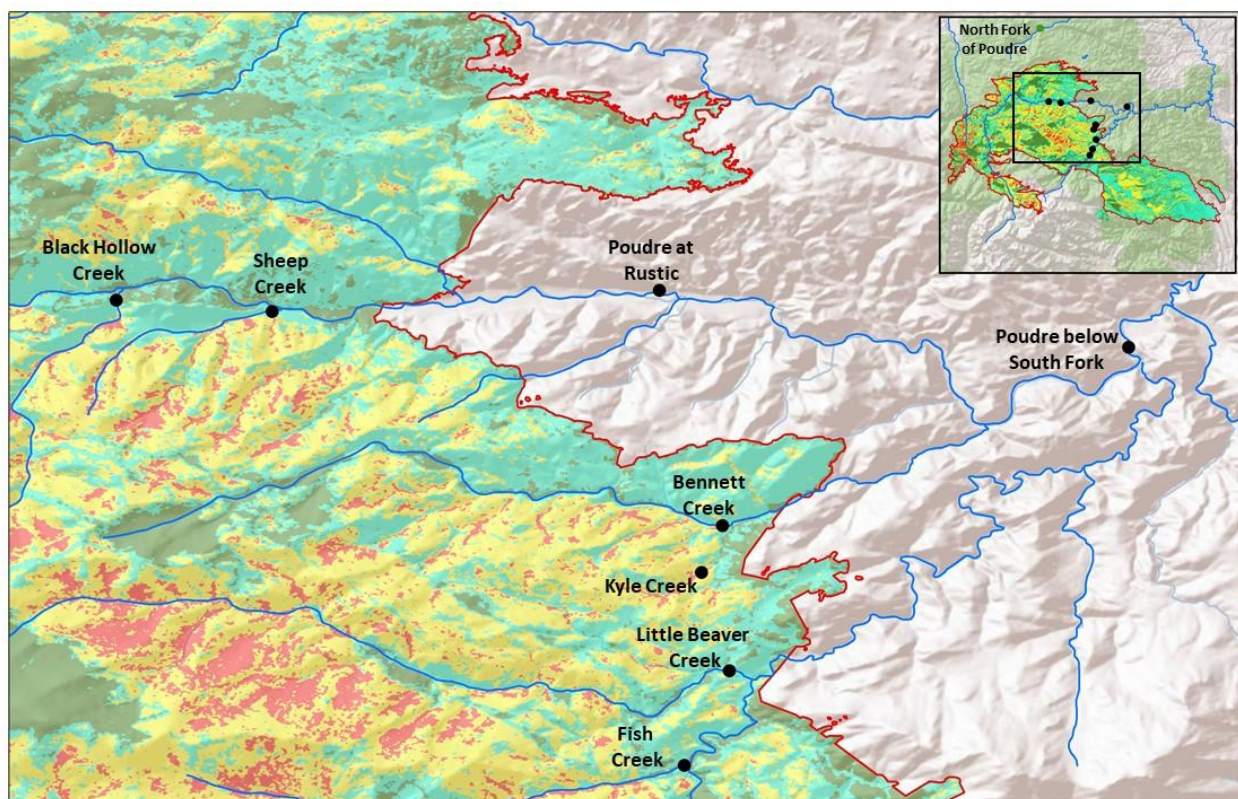 North Fork
of Poudre
Black Hollow
Creek
Sheep
Creek
Poudre at
Rustic
Poudre below
South Fork
Bennett
Creek
Kyle Creek
Little Beaver
Creek
Fish
Creek